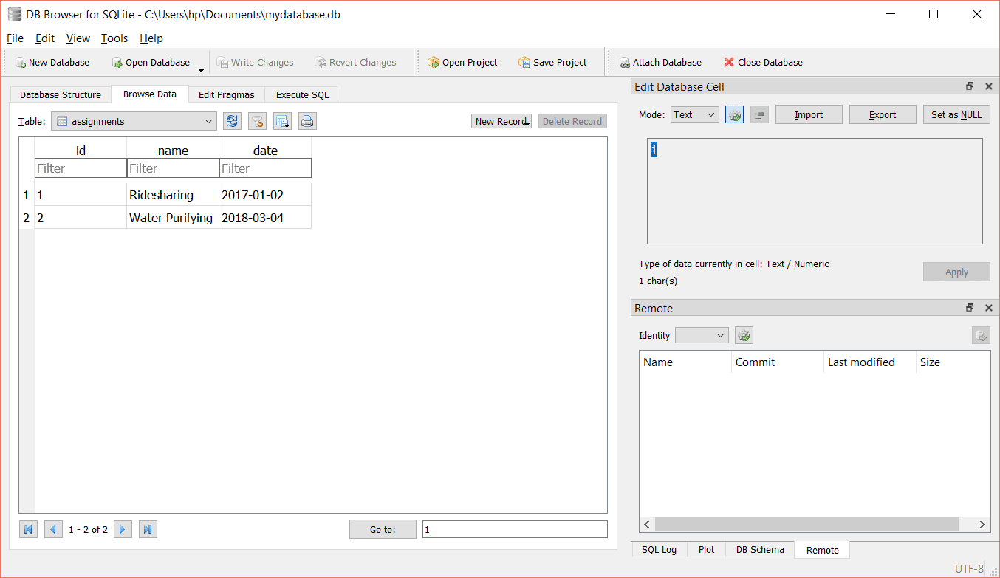 DB Browser for SQLite - C:\Users\hp\Documents\mydatabase.db
File Edit View Tools Help
New Database Open Database Write Changes Revert Changes Open Project Save Project Attach Database Close Database
Database Structure Browse Data Edit Pragmas Execute SQL
Table: assignments New Record Delete Record
id name date
Filter Filter Filter
1 1 Ridesharing 2017-01-02
2 2 Water Purifying 2018-03-04
1 - 2 of 2 Go to: 1
Edit Database Cell
Mode: Text Import Export Set as NULL
1
Type of data currently in cell: Text / Numeric
1 char(s)
Apply
Remote
Identity
Name Commit Last modified Size
SQL Log Plot DB Schema Remote
UTF-8